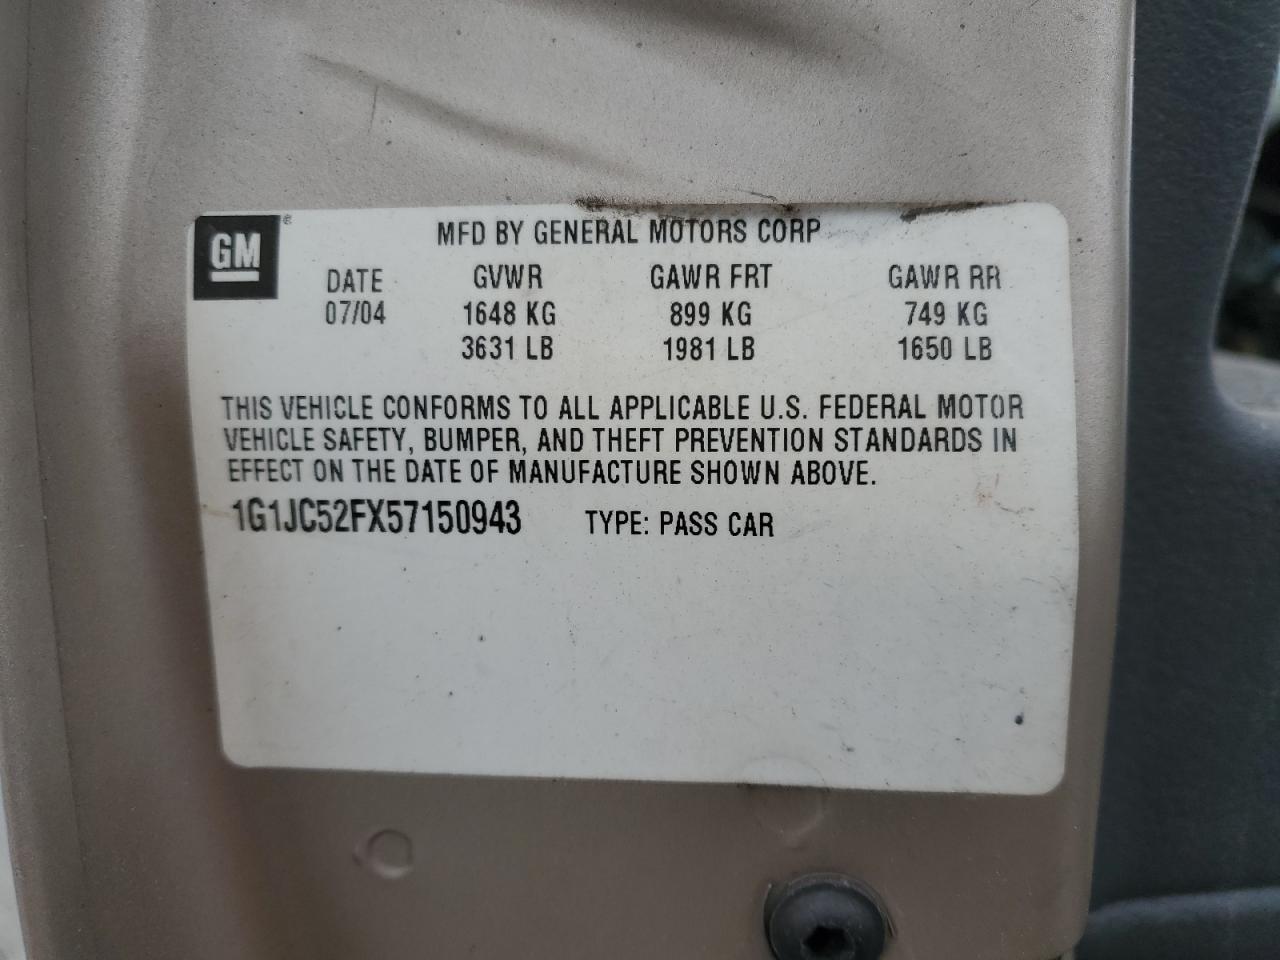 GM®
MFD BY GENERAL MOTORS CORP
DATE GVWR GAWR FRT GAWR RR
07/04 1648 KG 899 KG 749 KG
3631 LB 1981 LB 1650 LB
THIS VEHICLE CONFORMS TO ALL APPLICABLE U.S. FEDERAL MOTOR
VEHICLE SAFETY, BUMPER, AND THEFT PREVENTION STANDARDS IN
EFFECT ON THE DATE OF MANUFACTURE SHOWN ABOVE.
1G1JC52FX57150943 TYPE: PASS CAR